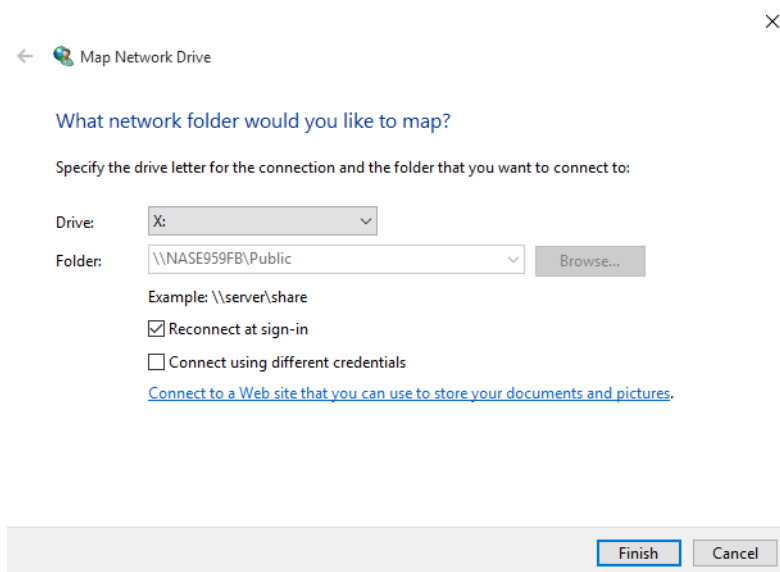 Map Network Drive
What network folder would you like to map?
Specify the drive letter for the connection and the folder that you want to connect to:
Drive: X:
Folder: \\NASE959FB\Public Browse...
Example: \\server\share
Reconnect at sign-in
Connect using different credentials
Connect to a Web site that you can use to store your documents and pictures.
Finish Cancel